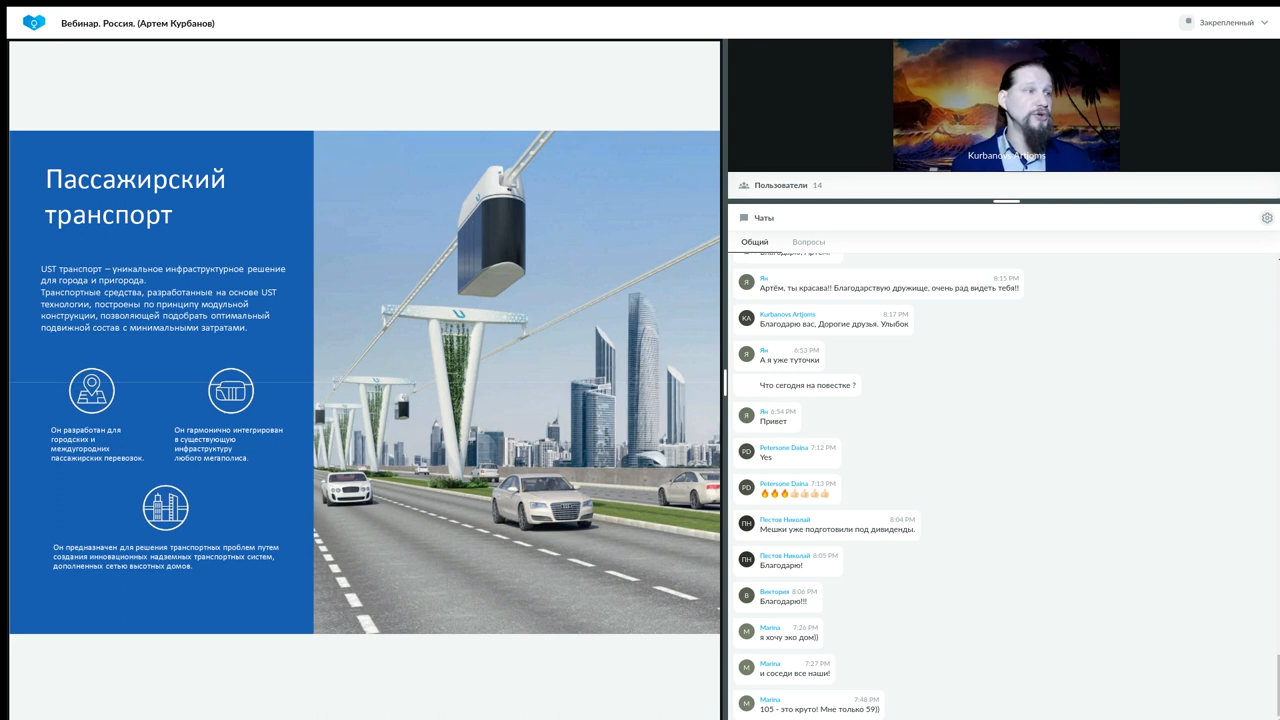 Вебинар. Россия. (Артем Курбанов)
Закрепленный
Пассажирский
транспорт
UST транспорт – уникальное инфраструктурное решение
для города и пригорода.
Транспортные средства, разработанные на основе UST
технологии, построены по принципу модульной
конструкции, позволяющей подобрать оптимальный
подвижной состав с минимальными затратами.
Он разработан для
городских и
междугородних
пассажирских перевозок.
Он гармонично интегрирован
в существующую
инфраструктуру
любого мегаполиса.
Он предназначен для решения транспортных проблем путем
создания инновационных надземных транспортных систем,
дополненных сетью высотных домов.
Kurbanovs Artjoms
Пользователи 14
Чаты
Общий Вопросы
Ян 8:15 PM
Артём, ты красава!! Благодарствую дружище, очень рад видеть тебя!!
KA Kurbanovs Artjoms 8:17 PM
Благодарю вас, Дорогие друзья. Улыбок
Я Ян 6:53 PM
А я уже туточки
Что сегодня на повестке ?
Я Ян 6:54 PM
Привет
PD Petersone Daina 7:12 PM
Yes
PD Petersone Daina 7:13 PM
🔥🔥🔥👍🏻👍🏻👍🏻👍🏻
ПН Пестов Николай 8:04 PM
Мешки уже подготовили под дивиденды.
ПН Пестов Николай 8:05 PM
Благодарю!
В Виктория 8:06 PM
Благодарю!!!
M Marina 7:26 PM
я хочу эко дом))
M Marina 7:27 PM
и соседи все наши!
M Marina 7:48 PM
105 - это круто! Мне только 59))